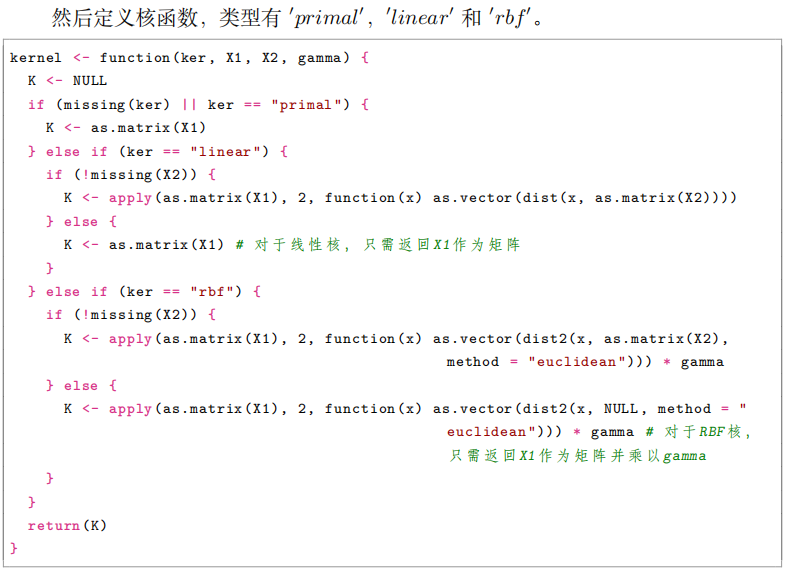 然后定义核函数，类型有 'primal'，'linear' 和 'rbf'。
kernel <- function(ker, X1, X2, gamma) {
  K <- NULL
  if (missing(ker) || ker == "primal") {
    K <- as.matrix(X1)
  } else if (ker == "linear") {
    if (!missing(X2)) {
      K <- apply(as.matrix(X1), 2, function(x) as.vector(dist(x, as.matrix(X2))))
    } else {
      K <- as.matrix(X1) # 对于线性核，只需返回X1作为矩阵
    }
  } else if (ker == "rbf") {
    if (!missing(X2)) {
      K <- apply(as.matrix(X1), 2, function(x) as.vector(dist2(x, as.matrix(X2),
                                                method = "euclidean"))) * gamma
    } else {
      K <- apply(as.matrix(X1), 2, function(x) as.vector(dist2(x, NULL, method = "
                                                euclidean"))) * gamma # 对于RBF核，
                                                只需返回X1作为矩阵并乘以gamma
    }
  }
  return(K)
}